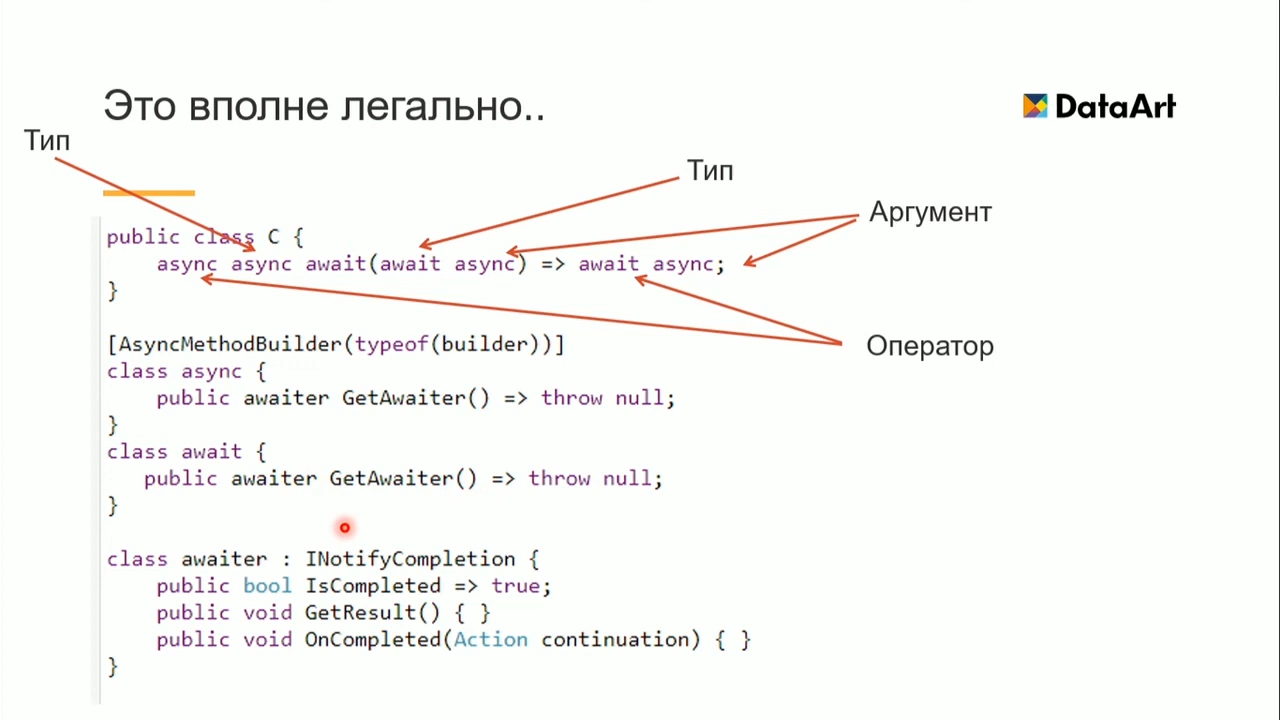 Это вполне легально..
DataArt
Тип
Тип
Аргумент
public class C {
async async await(await async) => await async;
}
Оператор
[AsyncMethodBuilder(typeof(builder))]
class async {
public awaiter GetAwaiter() => throw null;
}
class await {
public awaiter GetAwaiter() => throw null;
}
class awaiter : INotifyCompletion {
public bool IsCompleted => true;
public void GetResult() { }
public void OnCompleted(Action continuation) { }
}